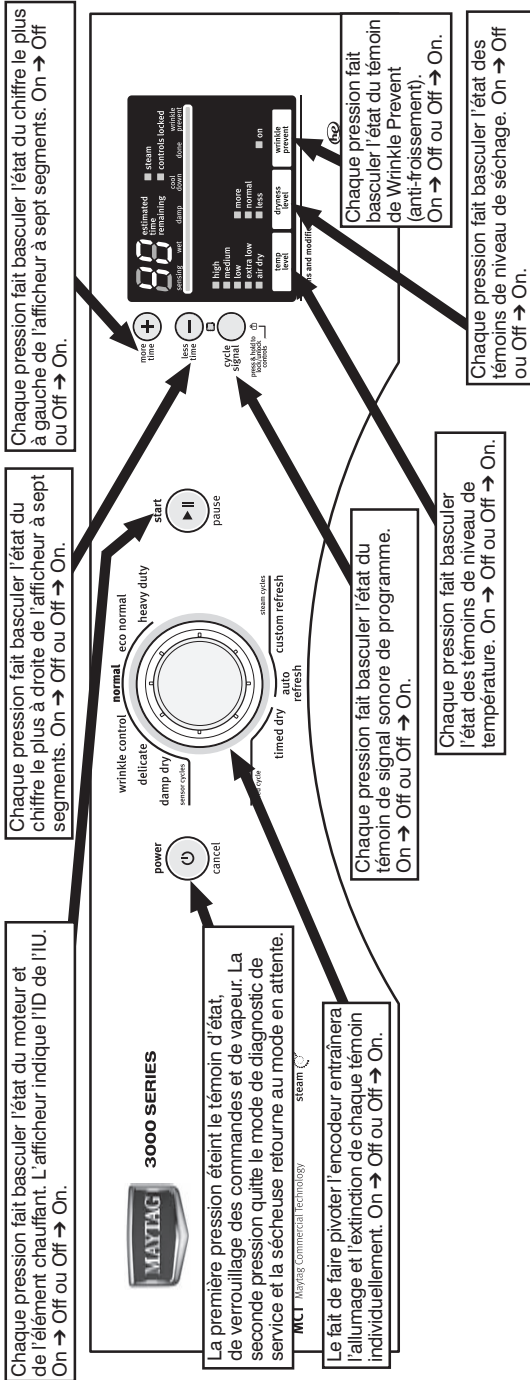 Chaque pression fait basculer l'état du moteur et
de l'élément chauffant. L'afficheur indique l'ID de l'IU.
On → Off ou Off → On.
Chaque pression fait basculer l'état du
chiffre le plus à droite de l'afficheur à sept
segments. On → Off ou Off → On.
Chaque pression fait basculer l'état du chiffre le plus
à gauche de l'afficheur à sept segments. On → Off
ou Off → On.
MAYTAG
3000 SERIES
power
cancel
wrinkle control
delicate
damp dry
sensor cycles
normal
eco normal
heavy duty
steam cycles
custom refresh
auto
refresh
timed dry
cycle
start
pause
more
time
less
time
cycle
signal
press & hold to
lock/unlock
controls
88
estimated
time
remaining
steam
controls locked
sensing
wet
damp
cool
down
done
wrinkle
prevent
high
medium
low
extra low
air dry
more
normal
less
on
temp
level
dryness
level
wrinkle
prevent
ns and modifie
he
La première pression éteint le témoin d'état,
de verrouillage des commandes et de vapeur. La
seconde pression quitte le mode de diagnostic de
service et la sécheuse retourne au mode en attente.
MCT Maytag Commercial Technology
steam
Le fait de faire pivoter l'encodeur entraînera
l'allumage et l'extinction de chaque témoin
individuellement. On → Off ou Off → On.
Chaque pression fait basculer l'état du
témoin de signal sonore de programme.
On → Off ou Off → On.
Chaque pression fait basculer
l'état des témoins de niveau de
température. On → Off ou Off → On.
Chaque pression fait
basculer l'état du témoin
de Wrinkle Prevent
(anti-froissement).
On → Off ou Off → On.
Chaque pression fait basculer l'état des
témoins de niveau de séchage. On → Off
ou Off → On.